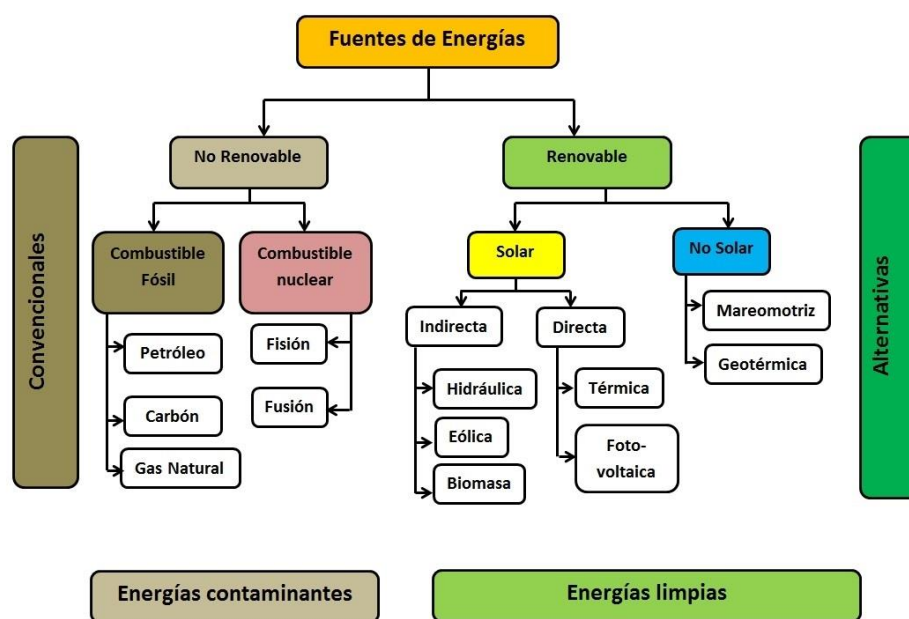 Fuentes de Energías
Convencionales
No Renovable
Renovable
Alternativas
Combustible
Fósil
Combustible
nuclear
Solar
No Solar
Petróleo
Carbón
Gas Natural
Fisión
Fusión
Indirecta
Directa
Hidráulica
Eólica
Biomasa
Térmica
Foto-
voltaica
Mareomotriz
Geotérmica
Energías contaminantes
Energías limpias